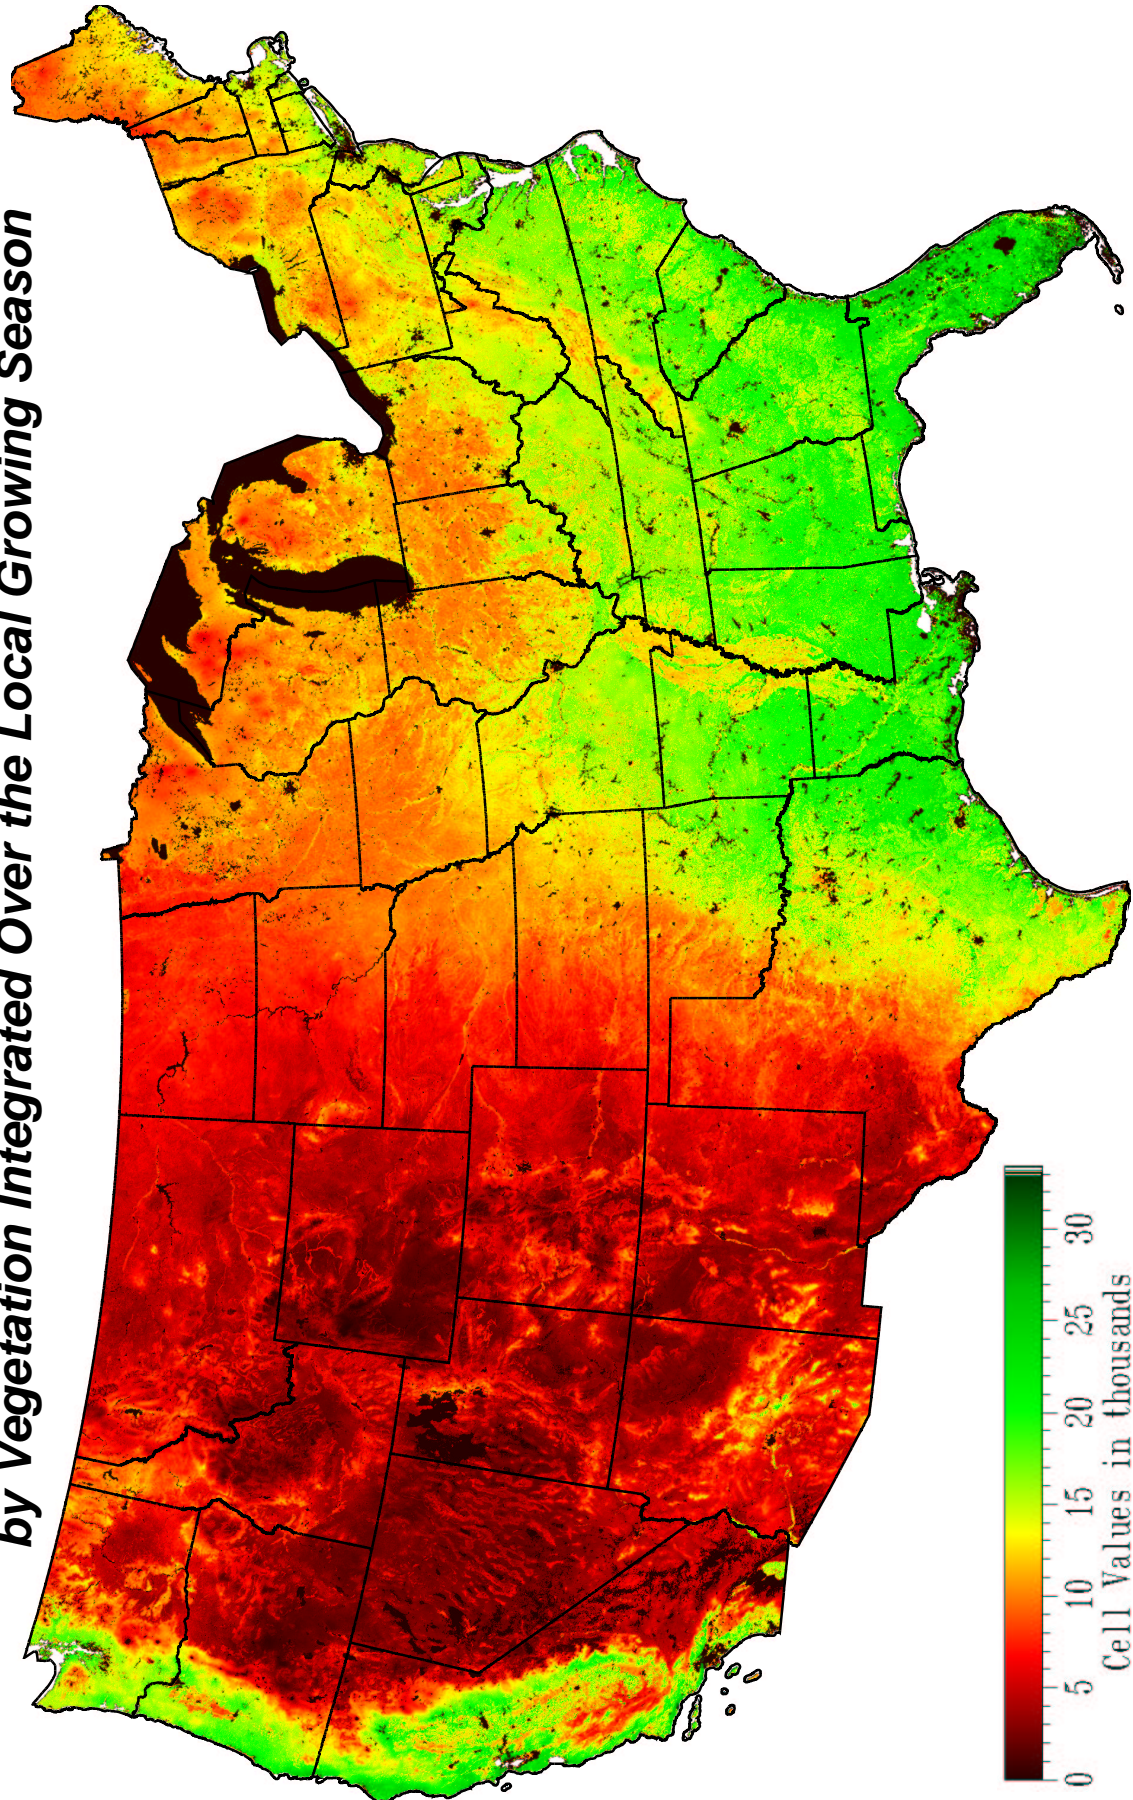 by Vegetation Integrated Over the Local Growing Season
0 5 10 15 20 25 30
Cell Values in thousands